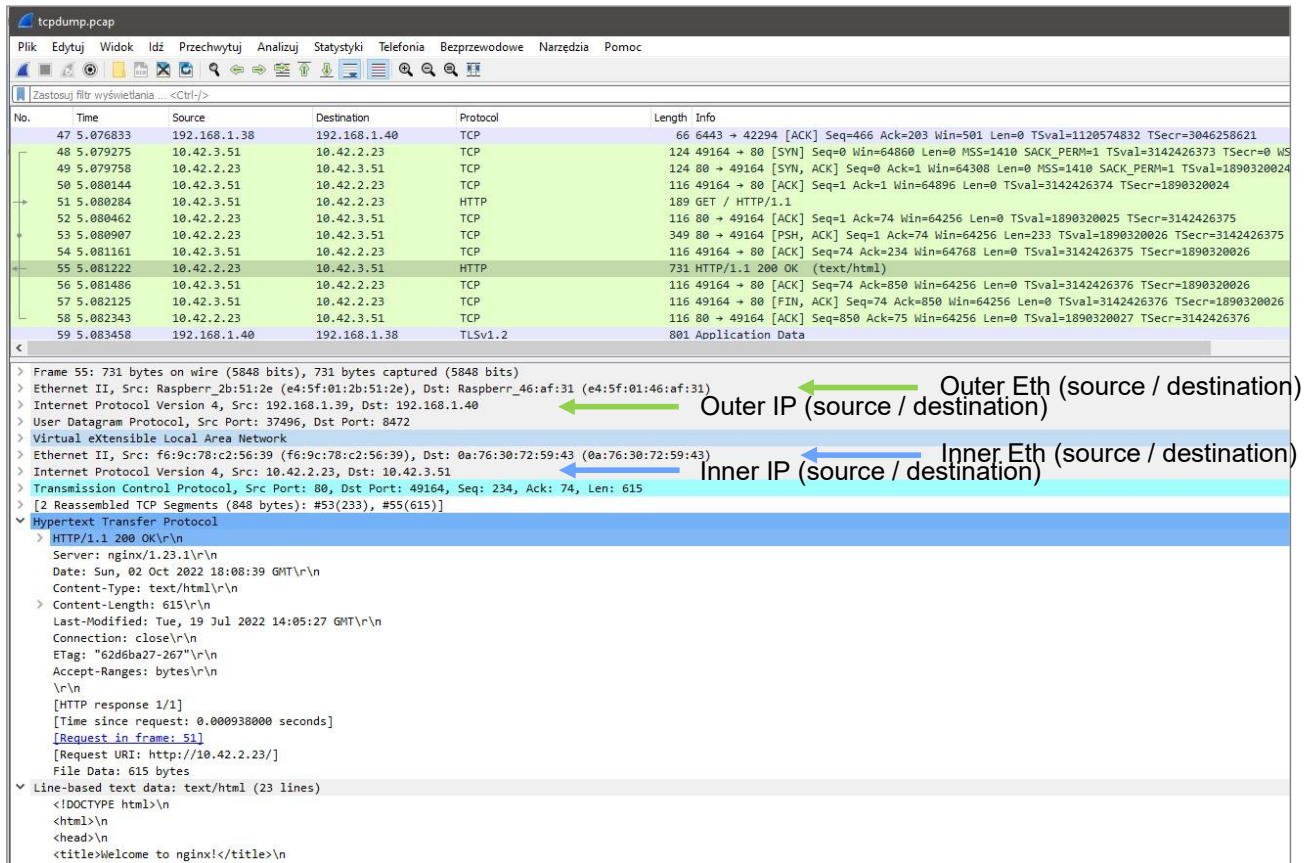 tcpdump.pcap
Plik Edytuj Widok Idź Przechwytuj Analizuj Statystyki Telefonia Bezprzewodowe Narzędzia Pomoc
Zastosuj filtr wyświetlania ... <Ctrl-/>
No. Time Source Destination Protocol Length Info
47 5.076833 192.168.1.38 192.168.1.40 TCP 66 6443 → 42294 [ACK] Seq=466 Ack=203 Win=501 Len=0 TSval=1120574832 TSecr=3046258621
48 5.079275 10.42.3.51 10.42.2.23 TCP 124 49164 → 80 [SYN] Seq=0 Win=64860 Len=0 MSS=1410 SACK_PERM=1 TSval=3142426373 TSecr=0 WS
49 5.079758 10.42.2.23 10.42.3.51 TCP 124 80 → 49164 [SYN, ACK] Seq=0 Ack=1 Win=64308 Len=0 MSS=1410 SACK_PERM=1 TSval=1890320024
50 5.080144 10.42.3.51 10.42.2.23 TCP 116 49164 → 80 [ACK] Seq=1 Ack=1 Win=64896 Len=0 TSval=3142426374 TSecr=1890320024
51 5.080284 10.42.3.51 10.42.2.23 HTTP 189 GET / HTTP/1.1
52 5.080462 10.42.2.23 10.42.3.51 TCP 116 80 → 49164 [ACK] Seq=1 Ack=74 Win=64256 Len=0 TSval=1890320025 TSecr=3142426375
53 5.080907 10.42.2.23 10.42.3.51 TCP 349 80 → 49164 [PSH, ACK] Seq=1 Ack=74 Win=64256 Len=233 TSval=1890320026 TSecr=3142426375
54 5.081161 10.42.3.51 10.42.2.23 TCP 116 49164 → 80 [ACK] Seq=74 Ack=234 Win=64768 Len=0 TSval=3142426375 TSecr=1890320026
55 5.081222 10.42.2.23 10.42.3.51 HTTP 731 HTTP/1.1 200 OK (text/html)
56 5.081486 10.42.3.51 10.42.2.23 TCP 116 49164 → 80 [ACK] Seq=74 Ack=850 Win=64256 Len=0 TSval=3142426376 TSecr=1890320026
57 5.082125 10.42.3.51 10.42.2.23 TCP 116 49164 → 80 [FIN, ACK] Seq=74 Ack=850 Win=64256 Len=0 TSval=3142426376 TSecr=1890320026
58 5.082343 10.42.2.23 10.42.3.51 TCP 116 80 → 49164 [ACK] Seq=850 Ack=75 Win=64256 Len=0 TSval=1890320027 TSecr=3142426376
59 5.083458 192.168.1.40 192.168.1.38 TLSv1.2 801 Application Data
Frame 55: 731 bytes on wire (5848 bits), 731 bytes captured (5848 bits)
Ethernet II, Src: Raspberr_2b:51:2e (e4:5f:01:2b:51:2e), Dst: Raspberr_46:af:31 (e4:5f:01:46:af:31) Outer Eth (source / destination)
Internet Protocol Version 4, Src: 192.168.1.39, Dst: 192.168.1.40 Outer IP (source / destination)
User Datagram Protocol, Src Port: 37496, Dst Port: 8472
Virtual eXtensible Local Area Network
Ethernet II, Src: f6:9c:78:c2:56:39 (f6:9c:78:c2:56:39), Dst: 0a:76:30:72:59:43 (0a:76:30:72:59:43) Inner Eth (source / destination)
Internet Protocol Version 4, Src: 10.42.2.23, Dst: 10.42.3.51 Inner IP (source / destination)
Transmission Control Protocol, Src Port: 80, Dst Port: 49164, Seq: 234, Ack: 74, Len: 615
[2 Reassembled TCP Segments (848 bytes): #53(233), #55(615)]
Hypertext Transfer Protocol
HTTP/1.1 200 OK\r\n
Server: nginx/1.23.1\r\n
Date: Sun, 02 Oct 2022 18:08:39 GMT\r\n
Content-Type: text/html\r\n
Content-Length: 615\r\n
Last-Modified: Tue, 19 Jul 2022 14:05:27 GMT\r\n
Connection: close\r\n
ETag: "62d6ba27-267"\r\n
Accept-Ranges: bytes\r\n
\r\n
[HTTP response 1/1]
[Time since request: 0.000938000 seconds]
[Request in frame: 51]
[Request URI: http://10.42.2.23/]
File Data: 615 bytes
Line-based text data: text/html (23 lines)
<!DOCTYPE html>\n
<html>\n
<head>\n
<title>Welcome to nginx!</title>\n